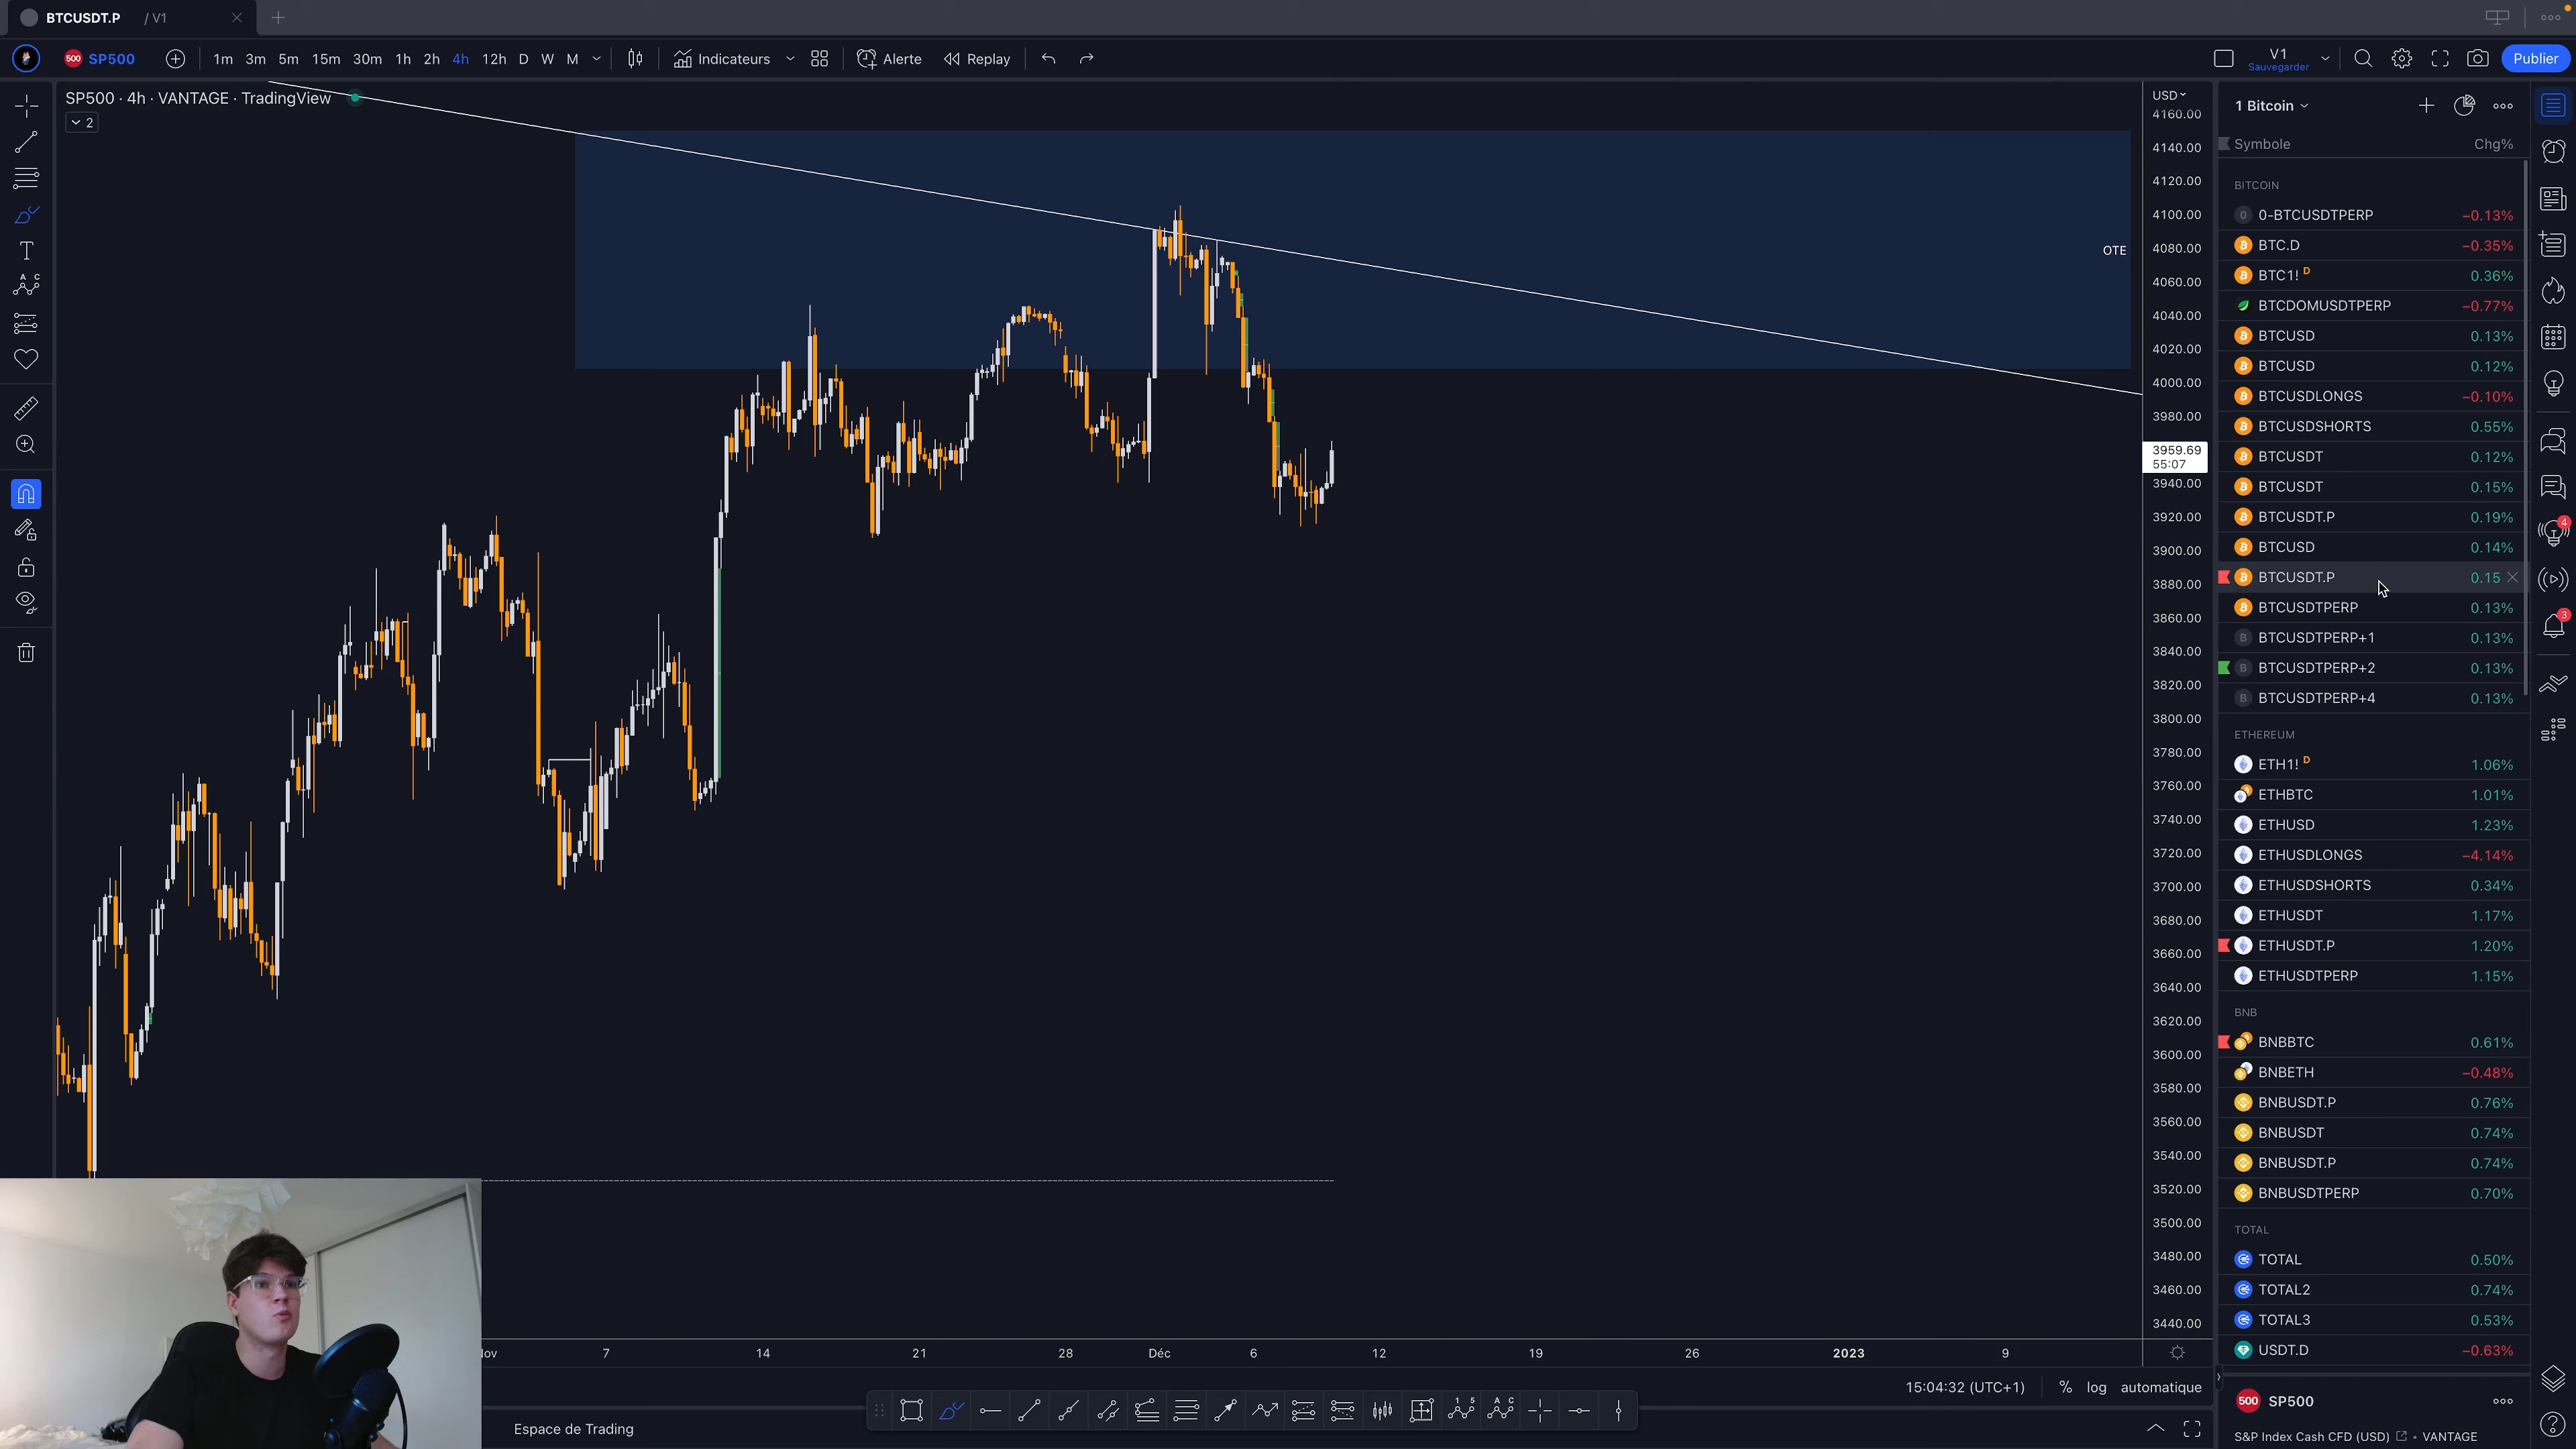 BTCUSDT.P / V1
500 SP500 1m 3m 5m 15m 30m 1h 2h 4h 12h D W M Indicateurs Alerte Replay V1 Publier
Sauvegarder
SP500 · 4h · VANTAGE · TradingView
2
OTE
USD
4160.00
4140.00
4120.00
4100.00
4080.00
4060.00
4040.00
4020.00
4000.00
3980.00
3959.69
55:07
3940.00
3920.00
3900.00
3880.00
3860.00
3840.00
3820.00
3800.00
3780.00
3760.00
3740.00
3720.00
3700.00
3680.00
3660.00
3640.00
3620.00
3600.00
3580.00
3560.00
3540.00
3520.00
3500.00
3480.00
3460.00
3440.00
7 14 21 28 Déc 6 12 19 26 2023 9
15:04:32 (UTC+1) % log automatique
Espace de Trading
1 Bitcoin
Symbole Chg%
BITCOIN
0-BTCUSDTPERP −0.13%
BTC.D −0.35%
BTC1! D 0.36%
BTCDOMUSDTPERP −0.77%
BTCUSD 0.13%
BTCUSD 0.12%
BTCUSDLONGS −0.10%
BTCUSDSHORTS 0.55%
BTCUSDT 0.12%
BTCUSDT 0.15%
BTCUSDT.P 0.19%
BTCUSD 0.14%
BTCUSDT.P 0.15
BTCUSDTPERP 0.13%
BTCUSDTPERP+1 0.13%
BTCUSDTPERP+2 0.13%
BTCUSDTPERP+4 0.13%
ETHEREUM
ETH1! D 1.06%
ETHBTC 1.01%
ETHUSD 1.23%
ETHUSDLONGS −4.14%
ETHUSDSHORTS 0.34%
ETHUSDT 1.17%
ETHUSDT.P 1.20%
ETHUSDTPERP 1.15%
BNB
BNBBTC 0.61%
BNBETH −0.48%
BNBUSDT.P 0.76%
BNBUSDT 0.74%
BNBUSDT.P 0.74%
BNBUSDTPERP 0.70%
TOTAL
TOTAL 0.50%
TOTAL2 0.74%
TOTAL3 0.53%
USDT.D −0.63%
500 SP500
S&P Index Cash CFD (USD) • VANTAGE
4
3